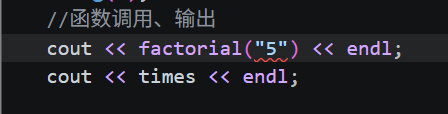 //函数调用、输出
cout << factorial("5") << endl;
cout << times << endl;